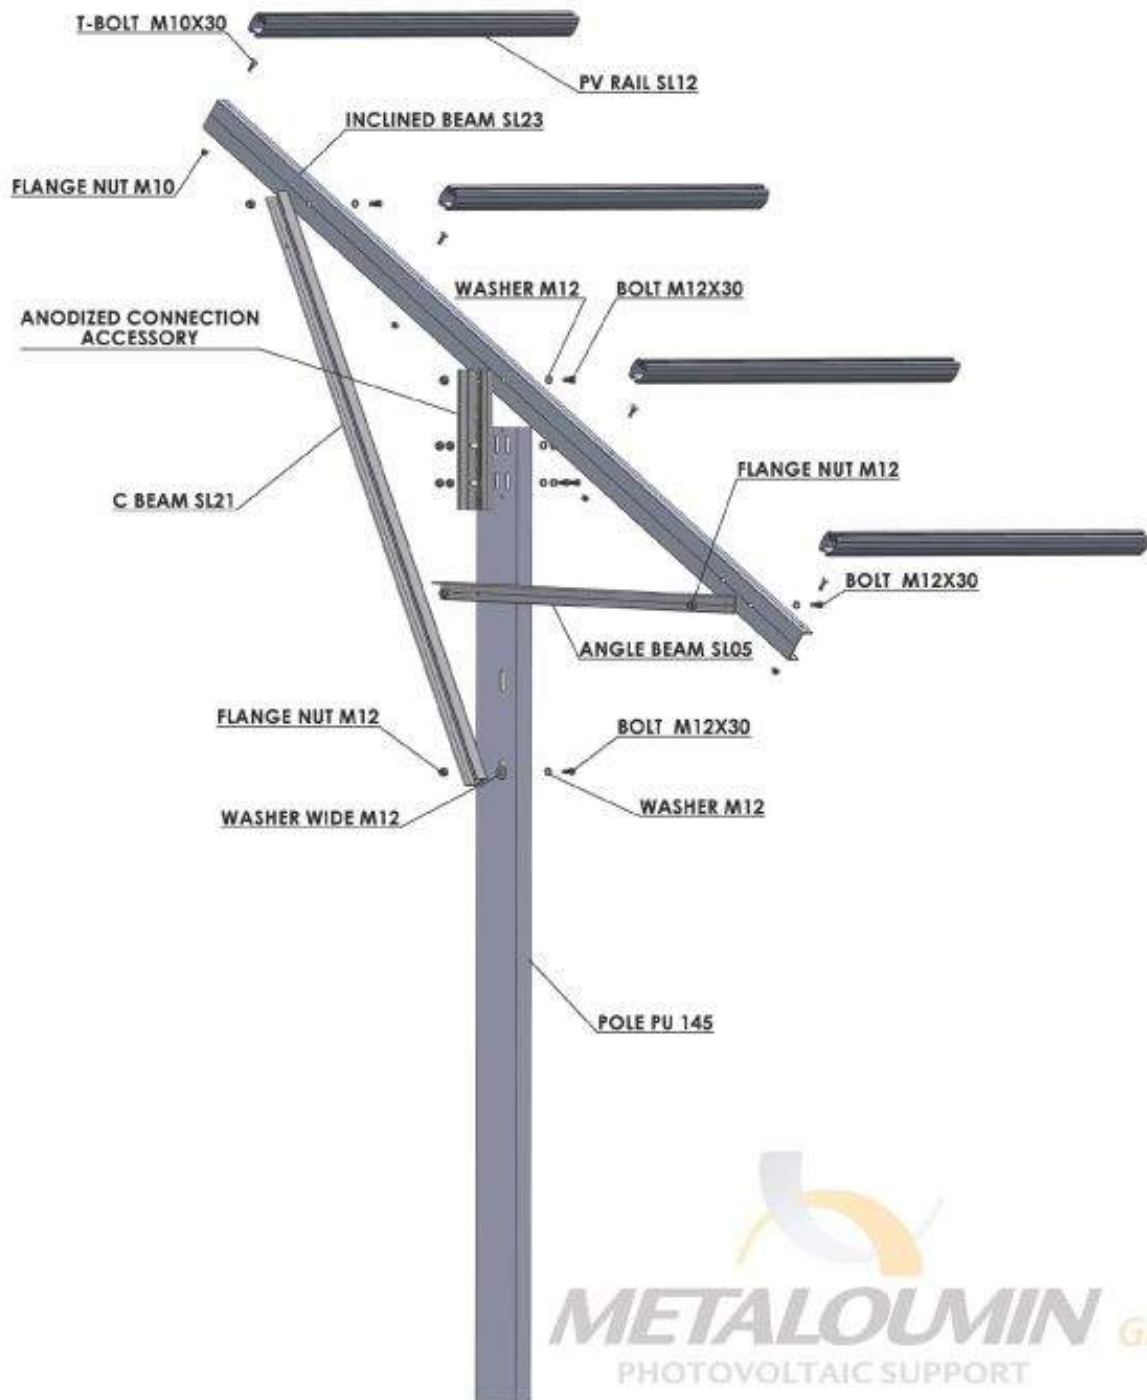 T-BOLT M10X30
PV RAIL SL12
INCLINED BEAM SL23
FLANGE NUT M10
WASHER M12
BOLT M12X30
ANODIZED CONNECTION
ACCESSORY
FLANGE NUT M12
C BEAM SL21
BOLT M12X30
ANGLE BEAM SL05
FLANGE NUT M12
BOLT M12X30
WASHER WIDE M12
WASHER M12
POLE PU 145
METALOUMIN
PHOTOVOLTAIC SUPPORT